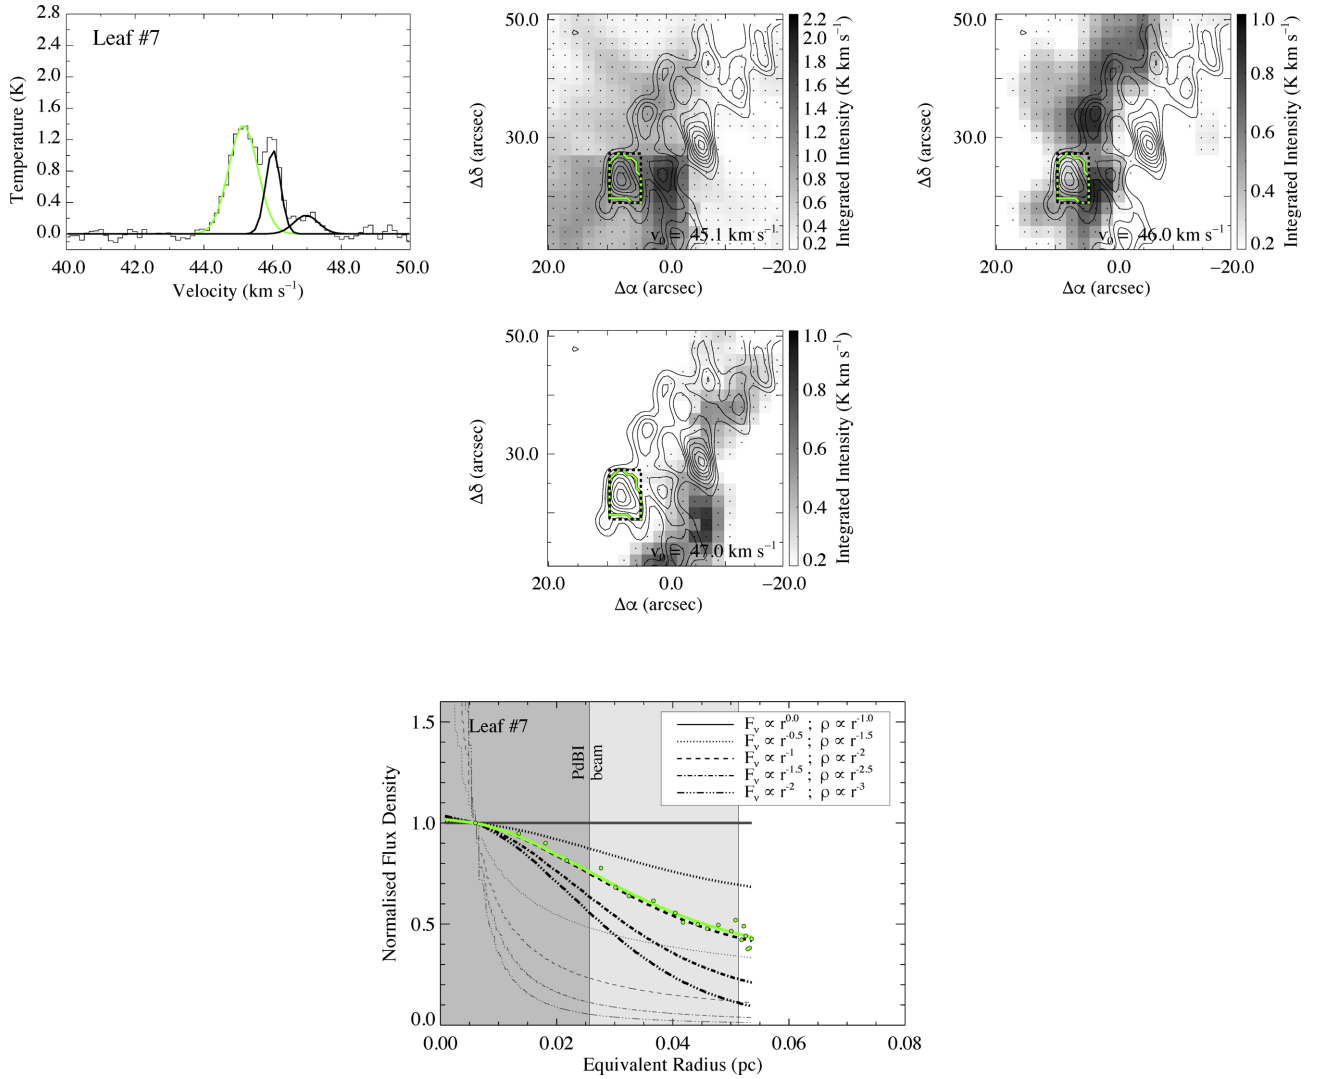 Leaf #7
Temperature (K)
2.8
2.4
2.0
1.6
1.2
0.8
0.4
0.0
40.0 42.0 44.0 46.0 48.0 50.0
Velocity (km s⁻¹)
Δδ (arcsec)
50.0
30.0
v₀ = 45.1 km s⁻¹
20.0 0.0 −20.0
Δα (arcsec)
2.2
2.0
1.8
1.6
1.4
1.2
1.0
0.8
0.6
0.4
0.2
Integrated Intensity (K km s⁻¹)
Δδ (arcsec)
50.0
30.0
v₀ = 46.0 km s⁻¹
20.0 0.0 −20.0
Δα (arcsec)
1.0
0.8
0.6
0.4
0.2
Integrated Intensity (K km s⁻¹)
Δδ (arcsec)
50.0
30.0
v₀ = 47.0 km s⁻¹
20.0 0.0 −20.0
Δα (arcsec)
1.0
0.8
0.6
0.4
0.2
Integrated Intensity (K km s⁻¹)
Leaf #7
PdBI
beam
F_ν ∝ r^0.0 ; ρ ∝ r^-1.0
F_ν ∝ r^-0.5 ; ρ ∝ r^-1.5
F_ν ∝ r^-1 ; ρ ∝ r^-2
F_ν ∝ r^-1.5 ; ρ ∝ r^-2.5
F_ν ∝ r^-2 ; ρ ∝ r^-3
Normalised Flux Density
1.5
1.0
0.5
0.0
0.00 0.02 0.04 0.06 0.08
Equivalent Radius (pc)